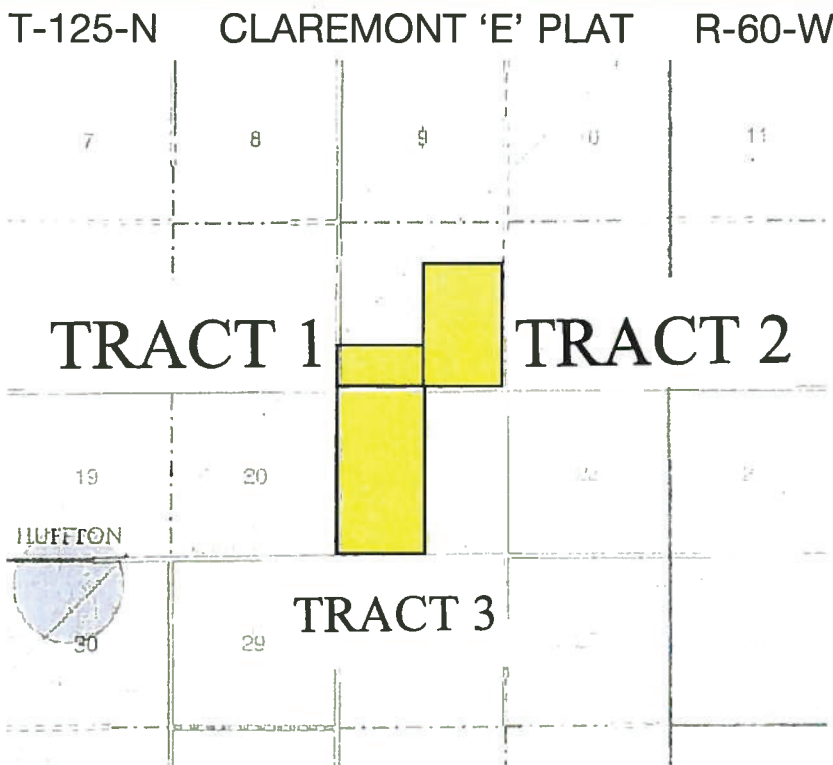 T-125-N CLAREMONT 'E' PLAT R-60-W
7 8 9 11
TRACT 1 TRACT 2
19 20 22
HUFFTON
TRACT 3
30 29